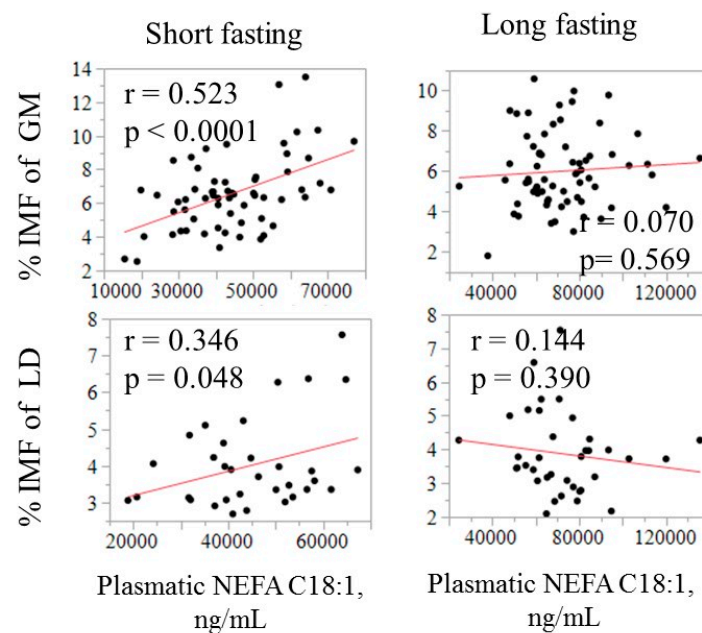 Short fasting
Long fasting
% IMF of GM
14
12
10
8
6
4
2
r = 0.523
p < 0.0001
10000 30000 50000 70000
10
8
6
4
2
r = 0.070
p= 0.569
40000 80000 120000
% IMF of LD
8
7
6
5
4
3
r = 0.346
p = 0.048
20000 40000 60000
8
7
6
5
4
3
2
r = 0.144
p = 0.390
40000 80000 120000
Plasmatic NEFA C18:1,
ng/mL
Plasmatic NEFA C18:1,
ng/mL